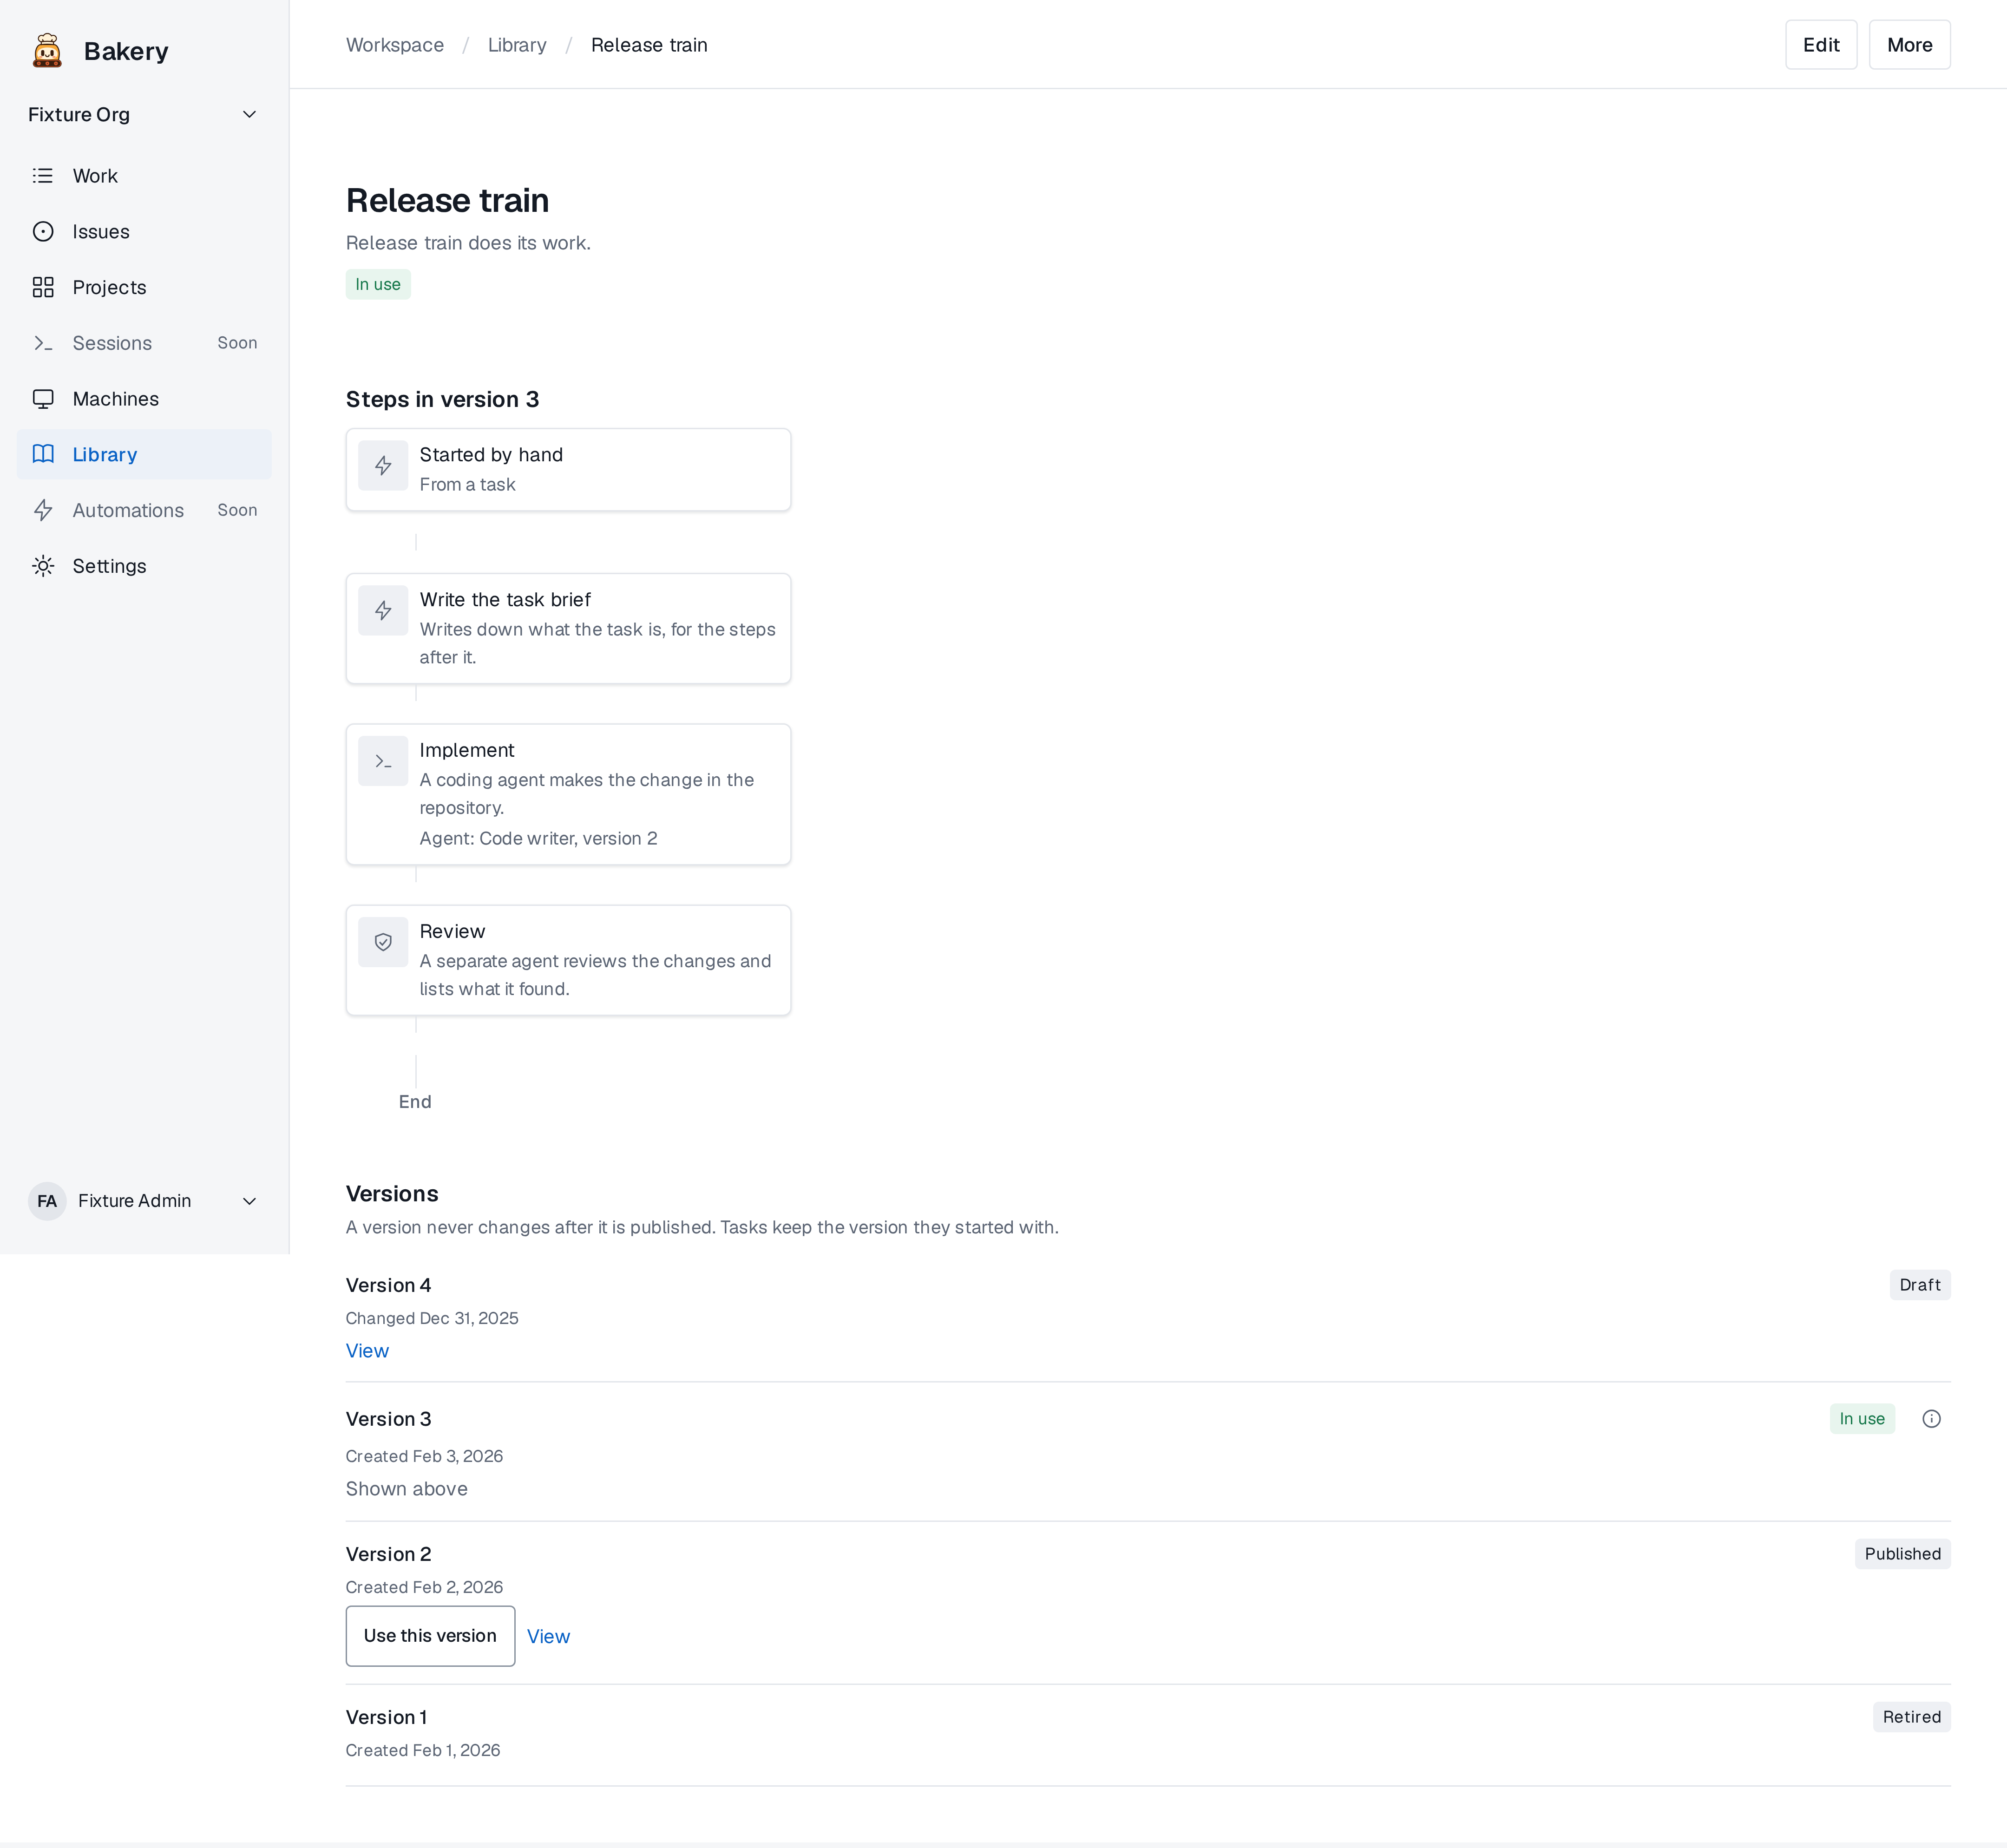 Bakery
Fixture Org
Work
Issues
Projects
Sessions
Soon
Machines
Library
Automations
Soon
Settings
FA
Fixture Admin
Workspace / Library / Release train
Edit
More
Release train
Release train does its work.
In use
Steps in version 3
Started by hand
From a task
Write the task brief
Writes down what the task is, for the steps
after it.
Implement
A coding agent makes the change in the
repository.
Agent: Code writer, version 2
Review
A separate agent reviews the changes and
lists what it found.
End
Versions
A version never changes after it is published. Tasks keep the version they started with.
Version 4
Draft
Changed Dec 31, 2025
View
Version 3
In use
Created Feb 3, 2026
Shown above
Version 2
Published
Created Feb 2, 2026
Use this version
View
Version 1
Retired
Created Feb 1, 2026